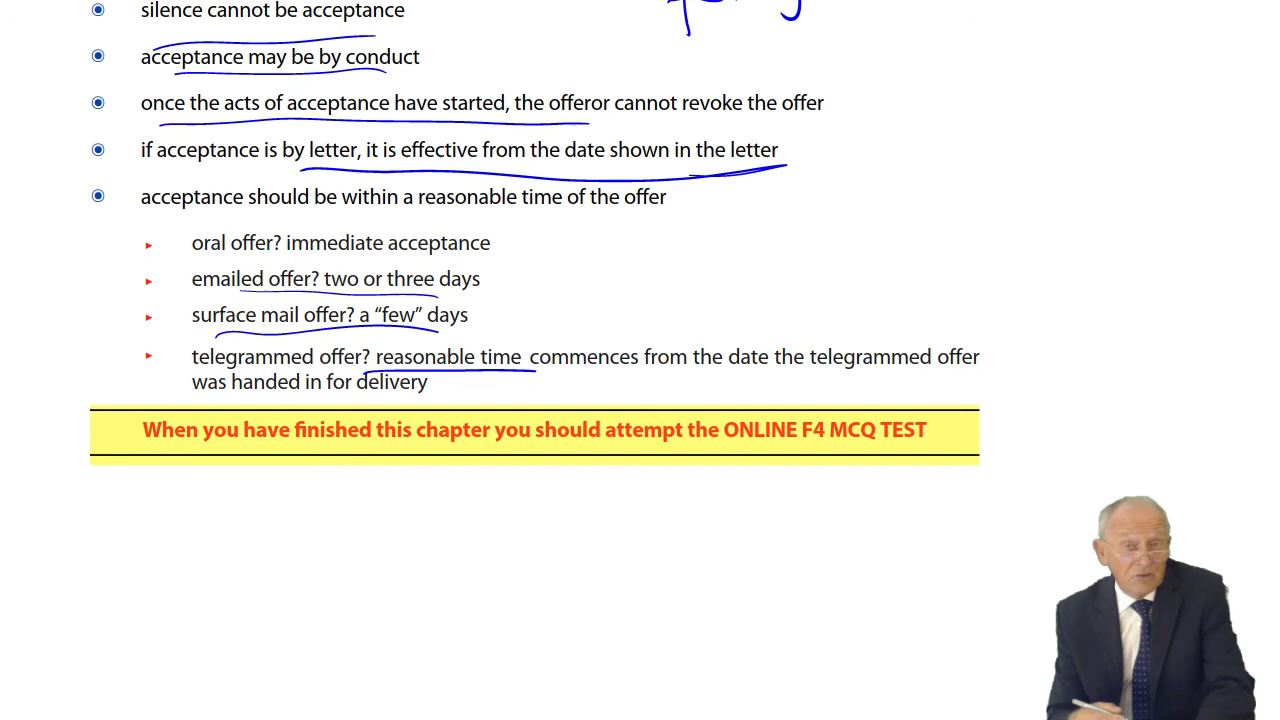 silence cannot be acceptance
acceptance may be by conduct
once the acts of acceptance have started, the offeror cannot revoke the offer
if acceptance is by letter, it is effective from the date shown in the letter
acceptance should be within a reasonable time of the offer
oral offer? immediate acceptance
emailed offer? two or three days
surface mail offer? a “few” days
telegrammed offer? reasonable time commences from the date the telegrammed offer
was handed in for delivery
When you have finished this chapter you should attempt the ONLINE F4 MCQ TEST